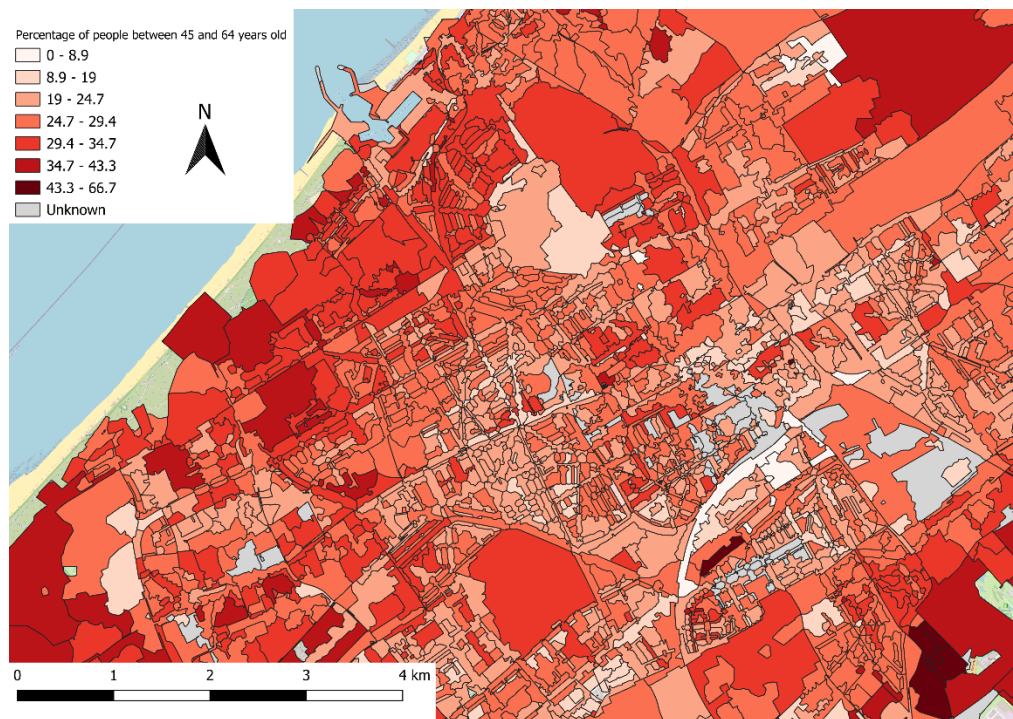 Percentage of people between 45 and 64 years old
0 - 8.9
8.9 - 19
19 - 24.7
24.7 - 29.4
29.4 - 34.7
34.7 - 43.3
43.3 - 66.7
Unknown
N
0 1 2 3 4 km